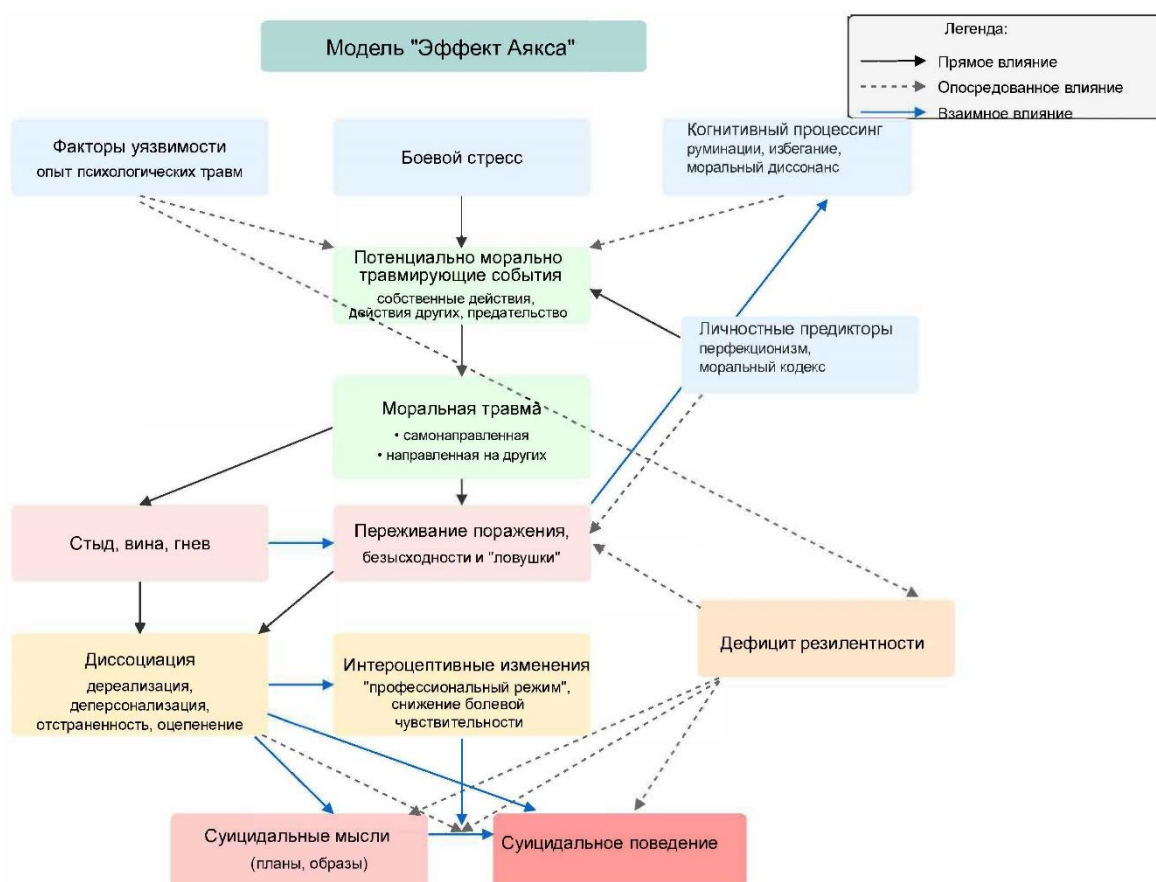 Модель "Эффект Аякса"
Легенда:
Прямое влияние
Опосредованное влияние
Взаимное влияние
Факторы уязвимости
опыт психологических травм
Боевой стресс
Когнитивный процессинг
руминации, избегание,
моральный диссонанс
Потенциально морально
травмирующие события
собственные действия,
действия других, предательство
Личностные предикторы
перфекционизм,
моральный кодекс
Моральная травма
• самонаправленная
• направленная на других
Стыд, вина, гнев
Переживание поражения,
безысходности и "ловушки"
Дефицит резилентности
Диссоциация
дереализация,
деперсонализация,
отстраненность, оцепенение
Интероцептивные изменения
"профессиональный режим",
снижение болевой
чувствительности
Суицидальные мысли
(планы, образы)
Суицидальное поведение